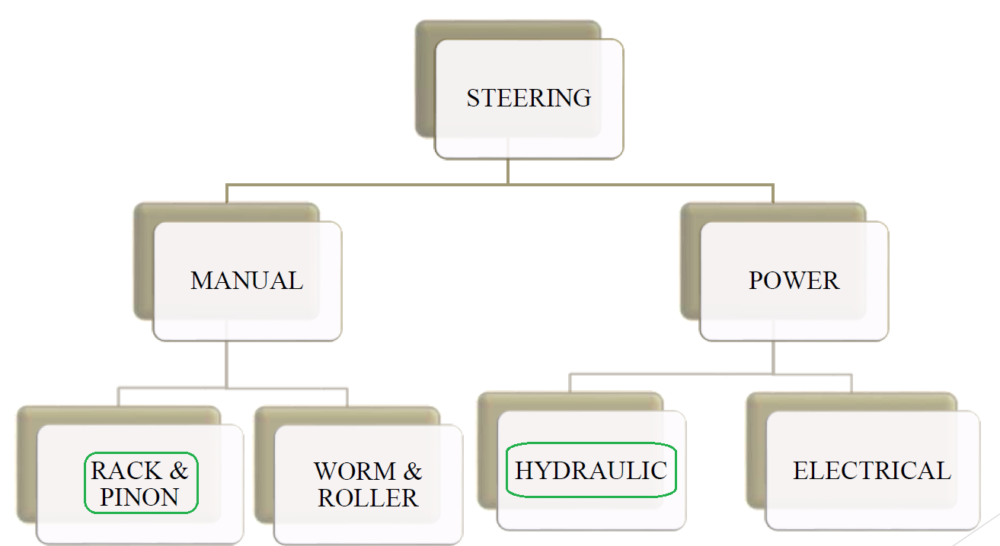 STEERING
MANUAL
POWER
RACK &
PINON
WORM &
ROLLER
HYDRAULIC
ELECTRICAL